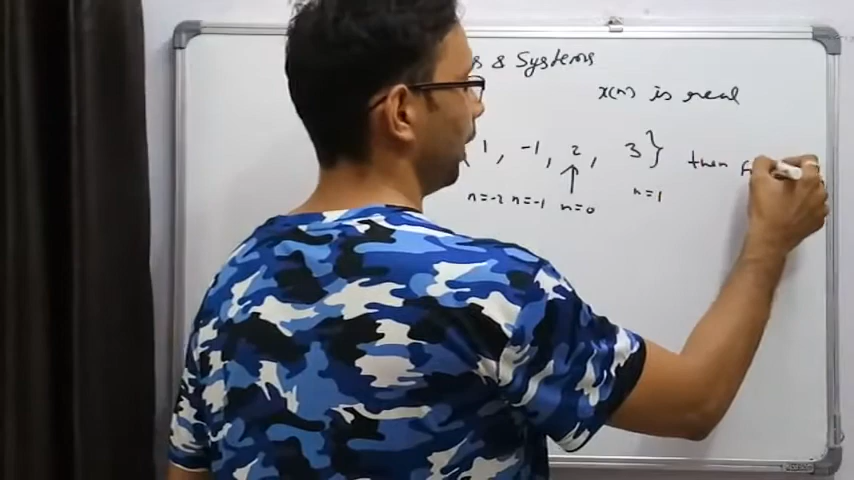 s & Systems
x(n) is real
1, -1, 2, 3} then
n=-2 n=-1 n=0 n=1